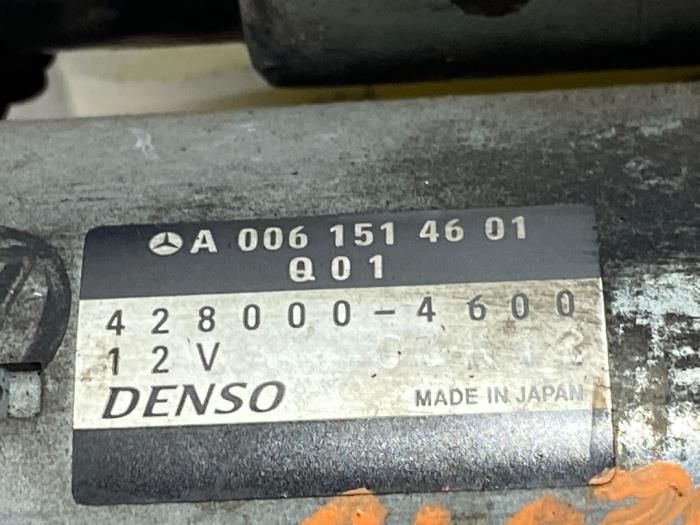 A 006 151 46 01
Q01
428000-4600
12V
DENSO
MADE IN JAPAN